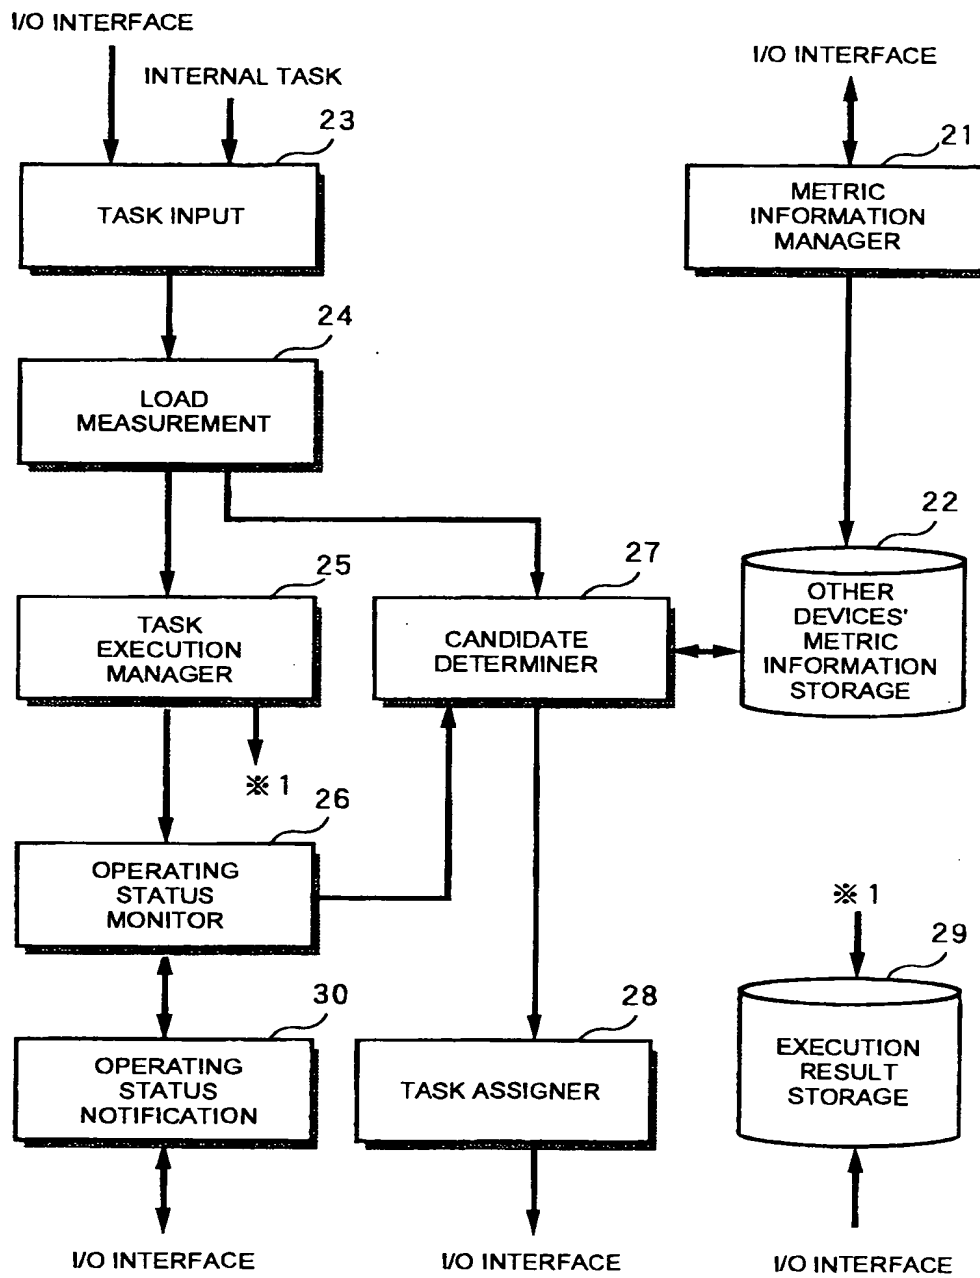 I/O INTERFACE
INTERNAL TASK
I/O INTERFACE
23
21
TASK INPUT
METRIC
INFORMATION
MANAGER
24
LOAD
MEASUREMENT
22
25
27
TASK
EXECUTION
MANAGER
CANDIDATE
DETERMINER
OTHER
DEVICES'
METRIC
INFORMATION
STORAGE
※1
26
OPERATING
STATUS
MONITOR
※1
29
30
28
OPERATING
STATUS
NOTIFICATION
TASK ASSIGNER
EXECUTION
RESULT
STORAGE
I/O INTERFACE
I/O INTERFACE
I/O INTERFACE